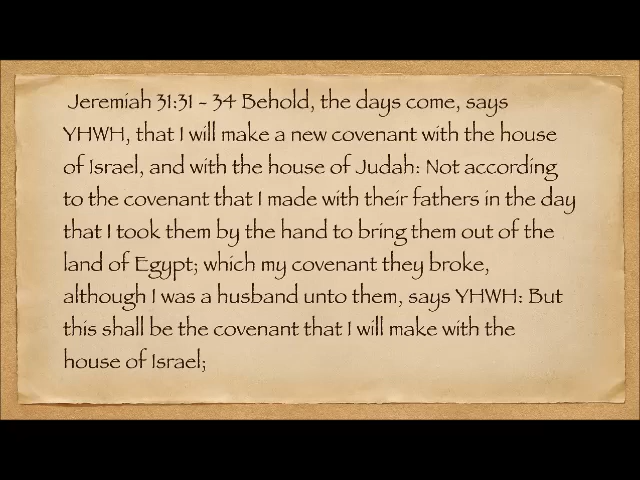 Jeremiah 31:31 - 34 Behold, the days come, says
YHWH, that I will make a new covenant with the house
of Israel, and with the house of Judah: Not according
to the covenant that I made with their fathers in the day
that I took them by the hand to bring them out of the
land of Egypt; which my covenant they broke,
although I was a husband unto them, says YHWH: But
this shall be the covenant that I will make with the
house of Israel;